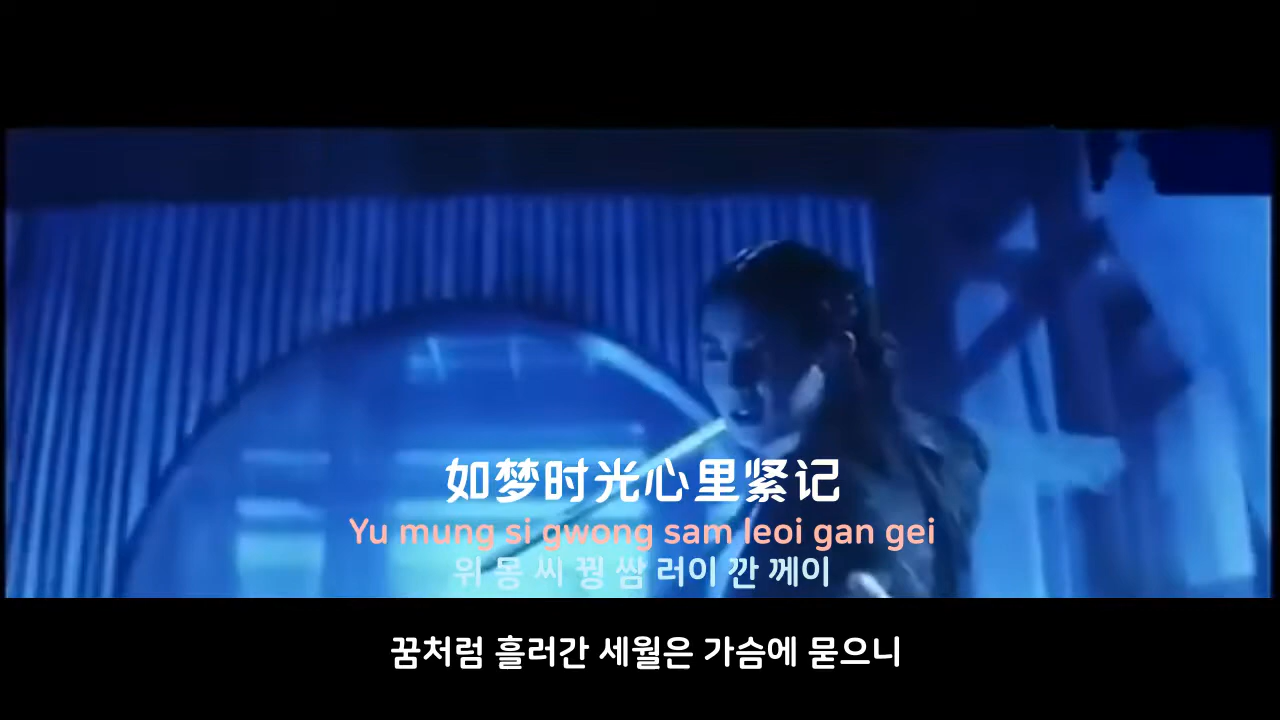 如梦时光心里紧记
Yu mung si gwong sam leoi gan gei
위 몽 씨 꿩 쌈 러이 깐 께이
꿈처럼 흘러간 세월은 가슴에 묻으니